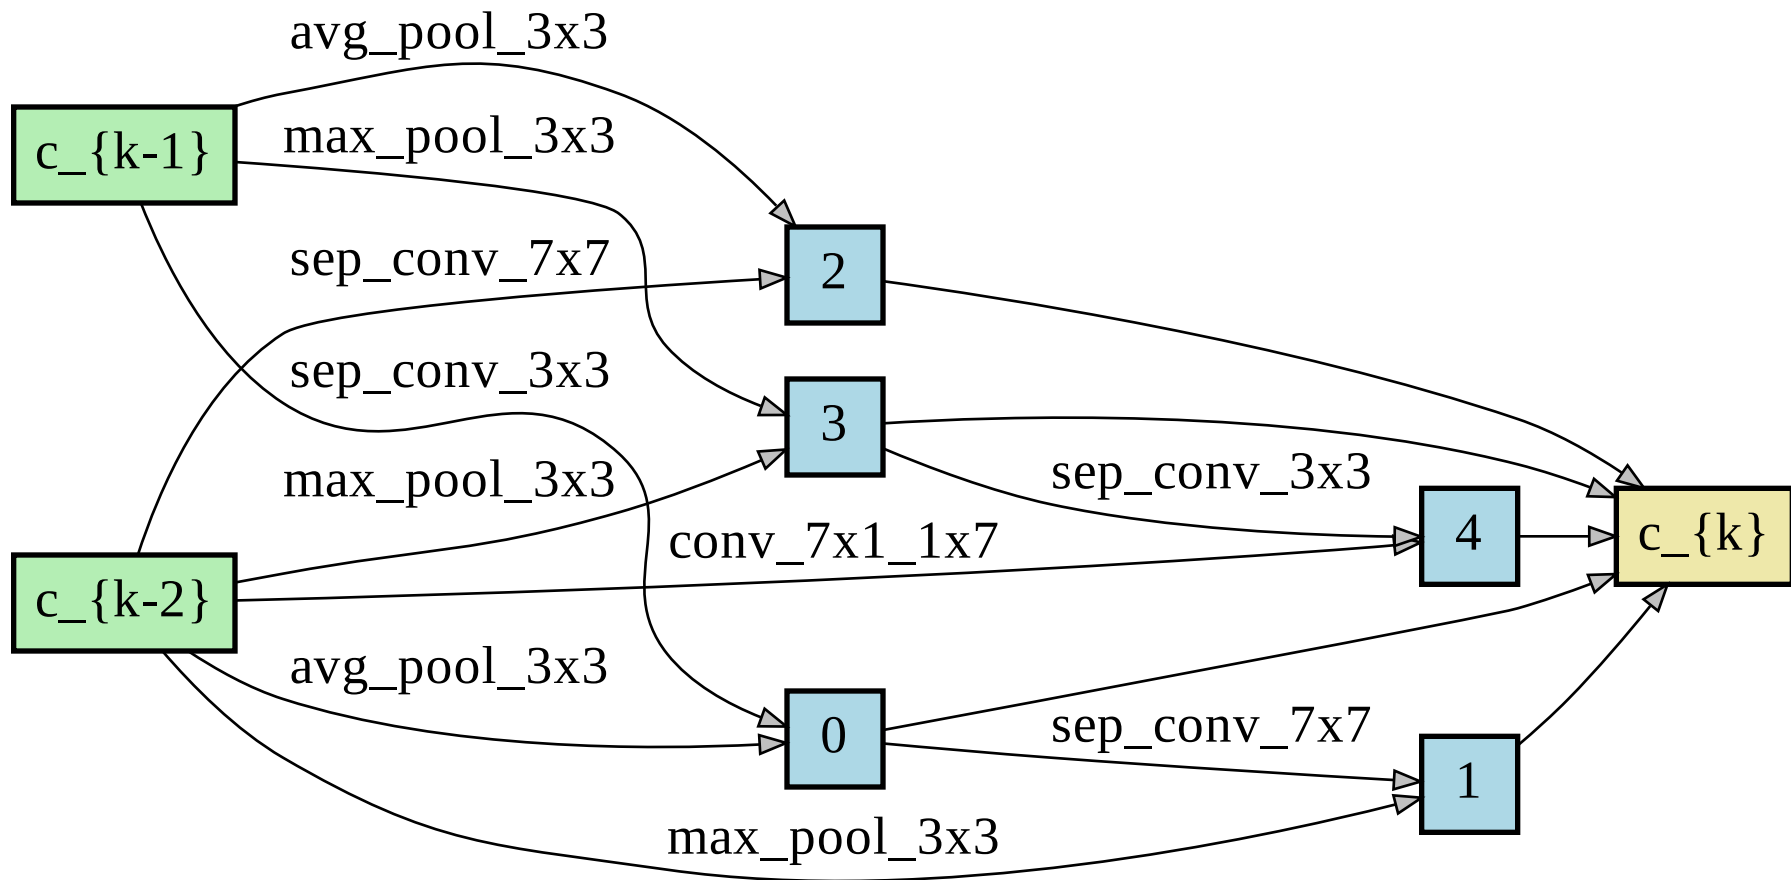 avg_pool_3x3
max_pool_3x3
c_{k-1}
sep_conv_7x7
2
sep_conv_3x3
3
max_pool_3x3
sep_conv_3x3
conv_7x1_1x7
4
c_{k}
c_{k-2}
avg_pool_3x3
0
sep_conv_7x7
1
max_pool_3x3